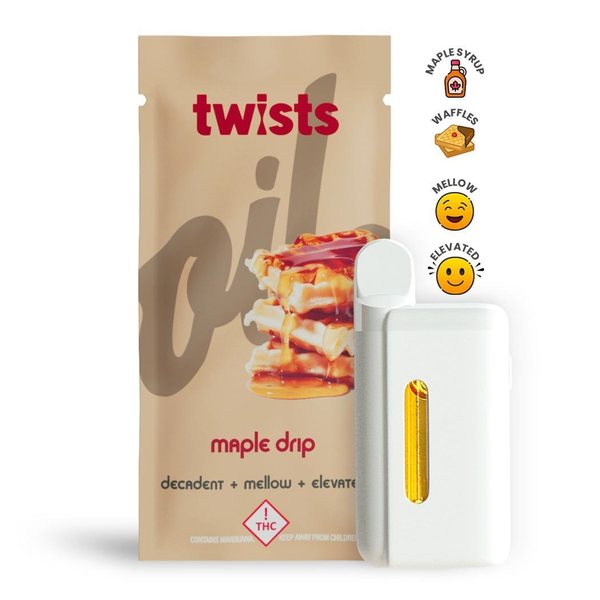 twists
oil
maple drip
decadent + mellow + elevate
!
THC
CONTAINS MARIJUANA
KEEP AWAY FROM CHILDREN
MAPLE SYRUP
WAFFLES
MELLOW
ELEVATED